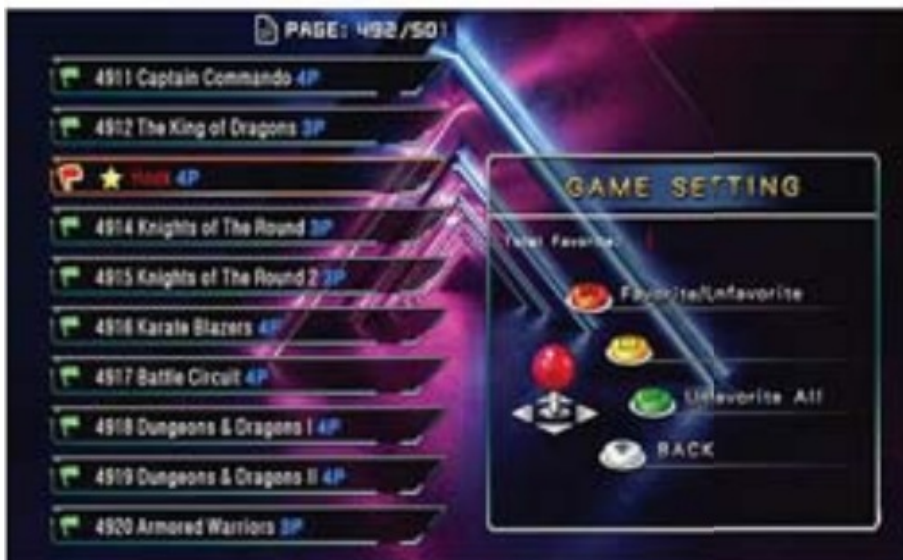 PAGE: 492/501
4911 Captain Commando 4P
4912 The King of Dragons 3P
Hook 4P
4914 Knights of The Round 3P
4915 Knights of The Round 2 3P
4916 Karate Blazers 4P
4917 Battle Circuit 4P
4918 Dungeons & Dragons I 4P
4919 Dungeons & Dragons II 4P
4920 Armored Warriors 3P
GAME SETTING
Total Favorite: 1
Favorite/Unfavorite
Unfavorite All
BACK